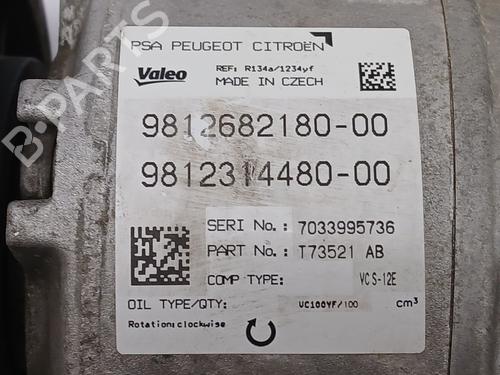 PSA PEUGEOT CITROËN
Valeo
REF: R134a/1234yf
MADE IN CZECH
9812682180-00
9812314480-00
SERI No.: 7033995736
PART No.: T73521 AB
COMP TYPE: VCS-12E
OIL TYPE/QTY: VC100YF/100 cm³
Rotation:clockwise
B-Parts